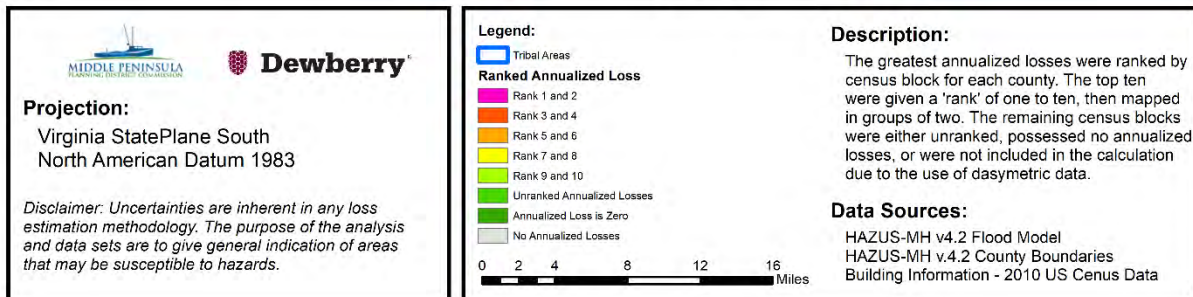 MIDDLE PENINSULA
PLANNING DISTRICT COMMISSION
Dewberry®
Projection:
Virginia StatePlane South
North American Datum 1983
Disclaimer: Uncertainties are inherent in any loss
estimation methodology. The purpose of the analysis
and data sets are to give general indication of areas
that may be susceptible to hazards.
Legend:
Tribal Areas
Ranked Annualized Loss
Rank 1 and 2
Rank 3 and 4
Rank 5 and 6
Rank 7 and 8
Rank 9 and 10
Unranked Annualized Losses
Annualized Loss is Zero
No Annualized Losses
0 2 4 8 12 16
Miles
Description:
The greatest annualized losses were ranked by
census block for each county. The top ten
were given a 'rank' of one to ten, then mapped
in groups of two. The remaining census blocks
were either unranked, possessed no annualized
losses, or were not included in the calculation
due to the use of dasymetric data.
Data Sources:
HAZUS-MH v4.2 Flood Model
HAZUS-MH v.4.2 County Boundaries
Building Information - 2010 US Cenus Data